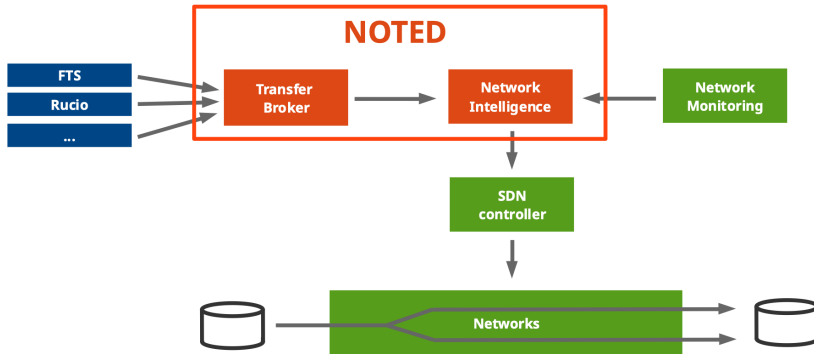 NOTED
FTS
Rucio
...
Transfer
Broker
Network
Intelligence
Network
Monitoring
SDN
controller
Networks